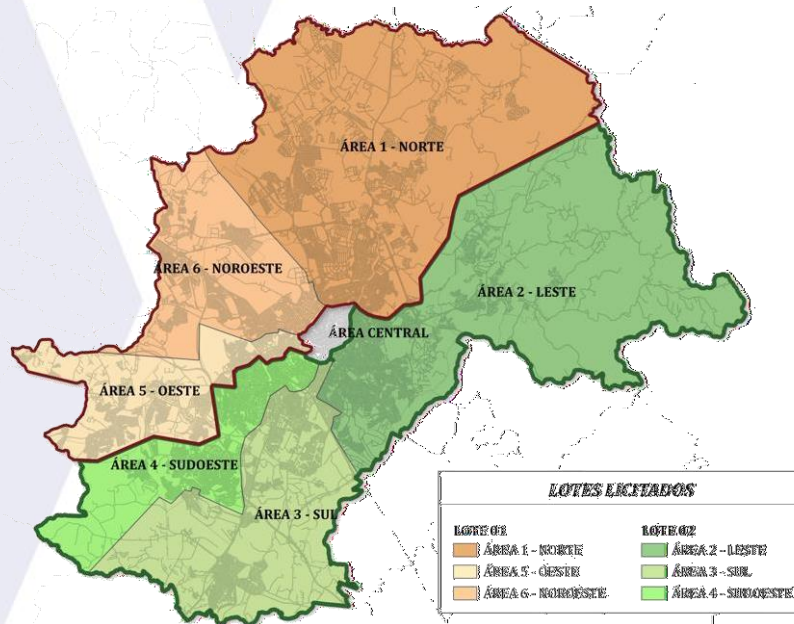 ÁREA 1 - NORTE
ÁREA 6 - NOROESTE
ÁREA 2 - LESTE
ÁREA CENTRAL
ÁREA 5 - OESTE
ÁREA 4 - SUDOESTE
ÁREA 3 - SUL
LOTES LICITADOS
LOTE 01 LOTE 02
ÁREA 1 - NORTE ÁREA 2 - LESTE
ÁREA 5 - OESTE ÁREA 3 - SUL
ÁREA 6 - NOROESTE ÁREA 4 - SUDOESTE